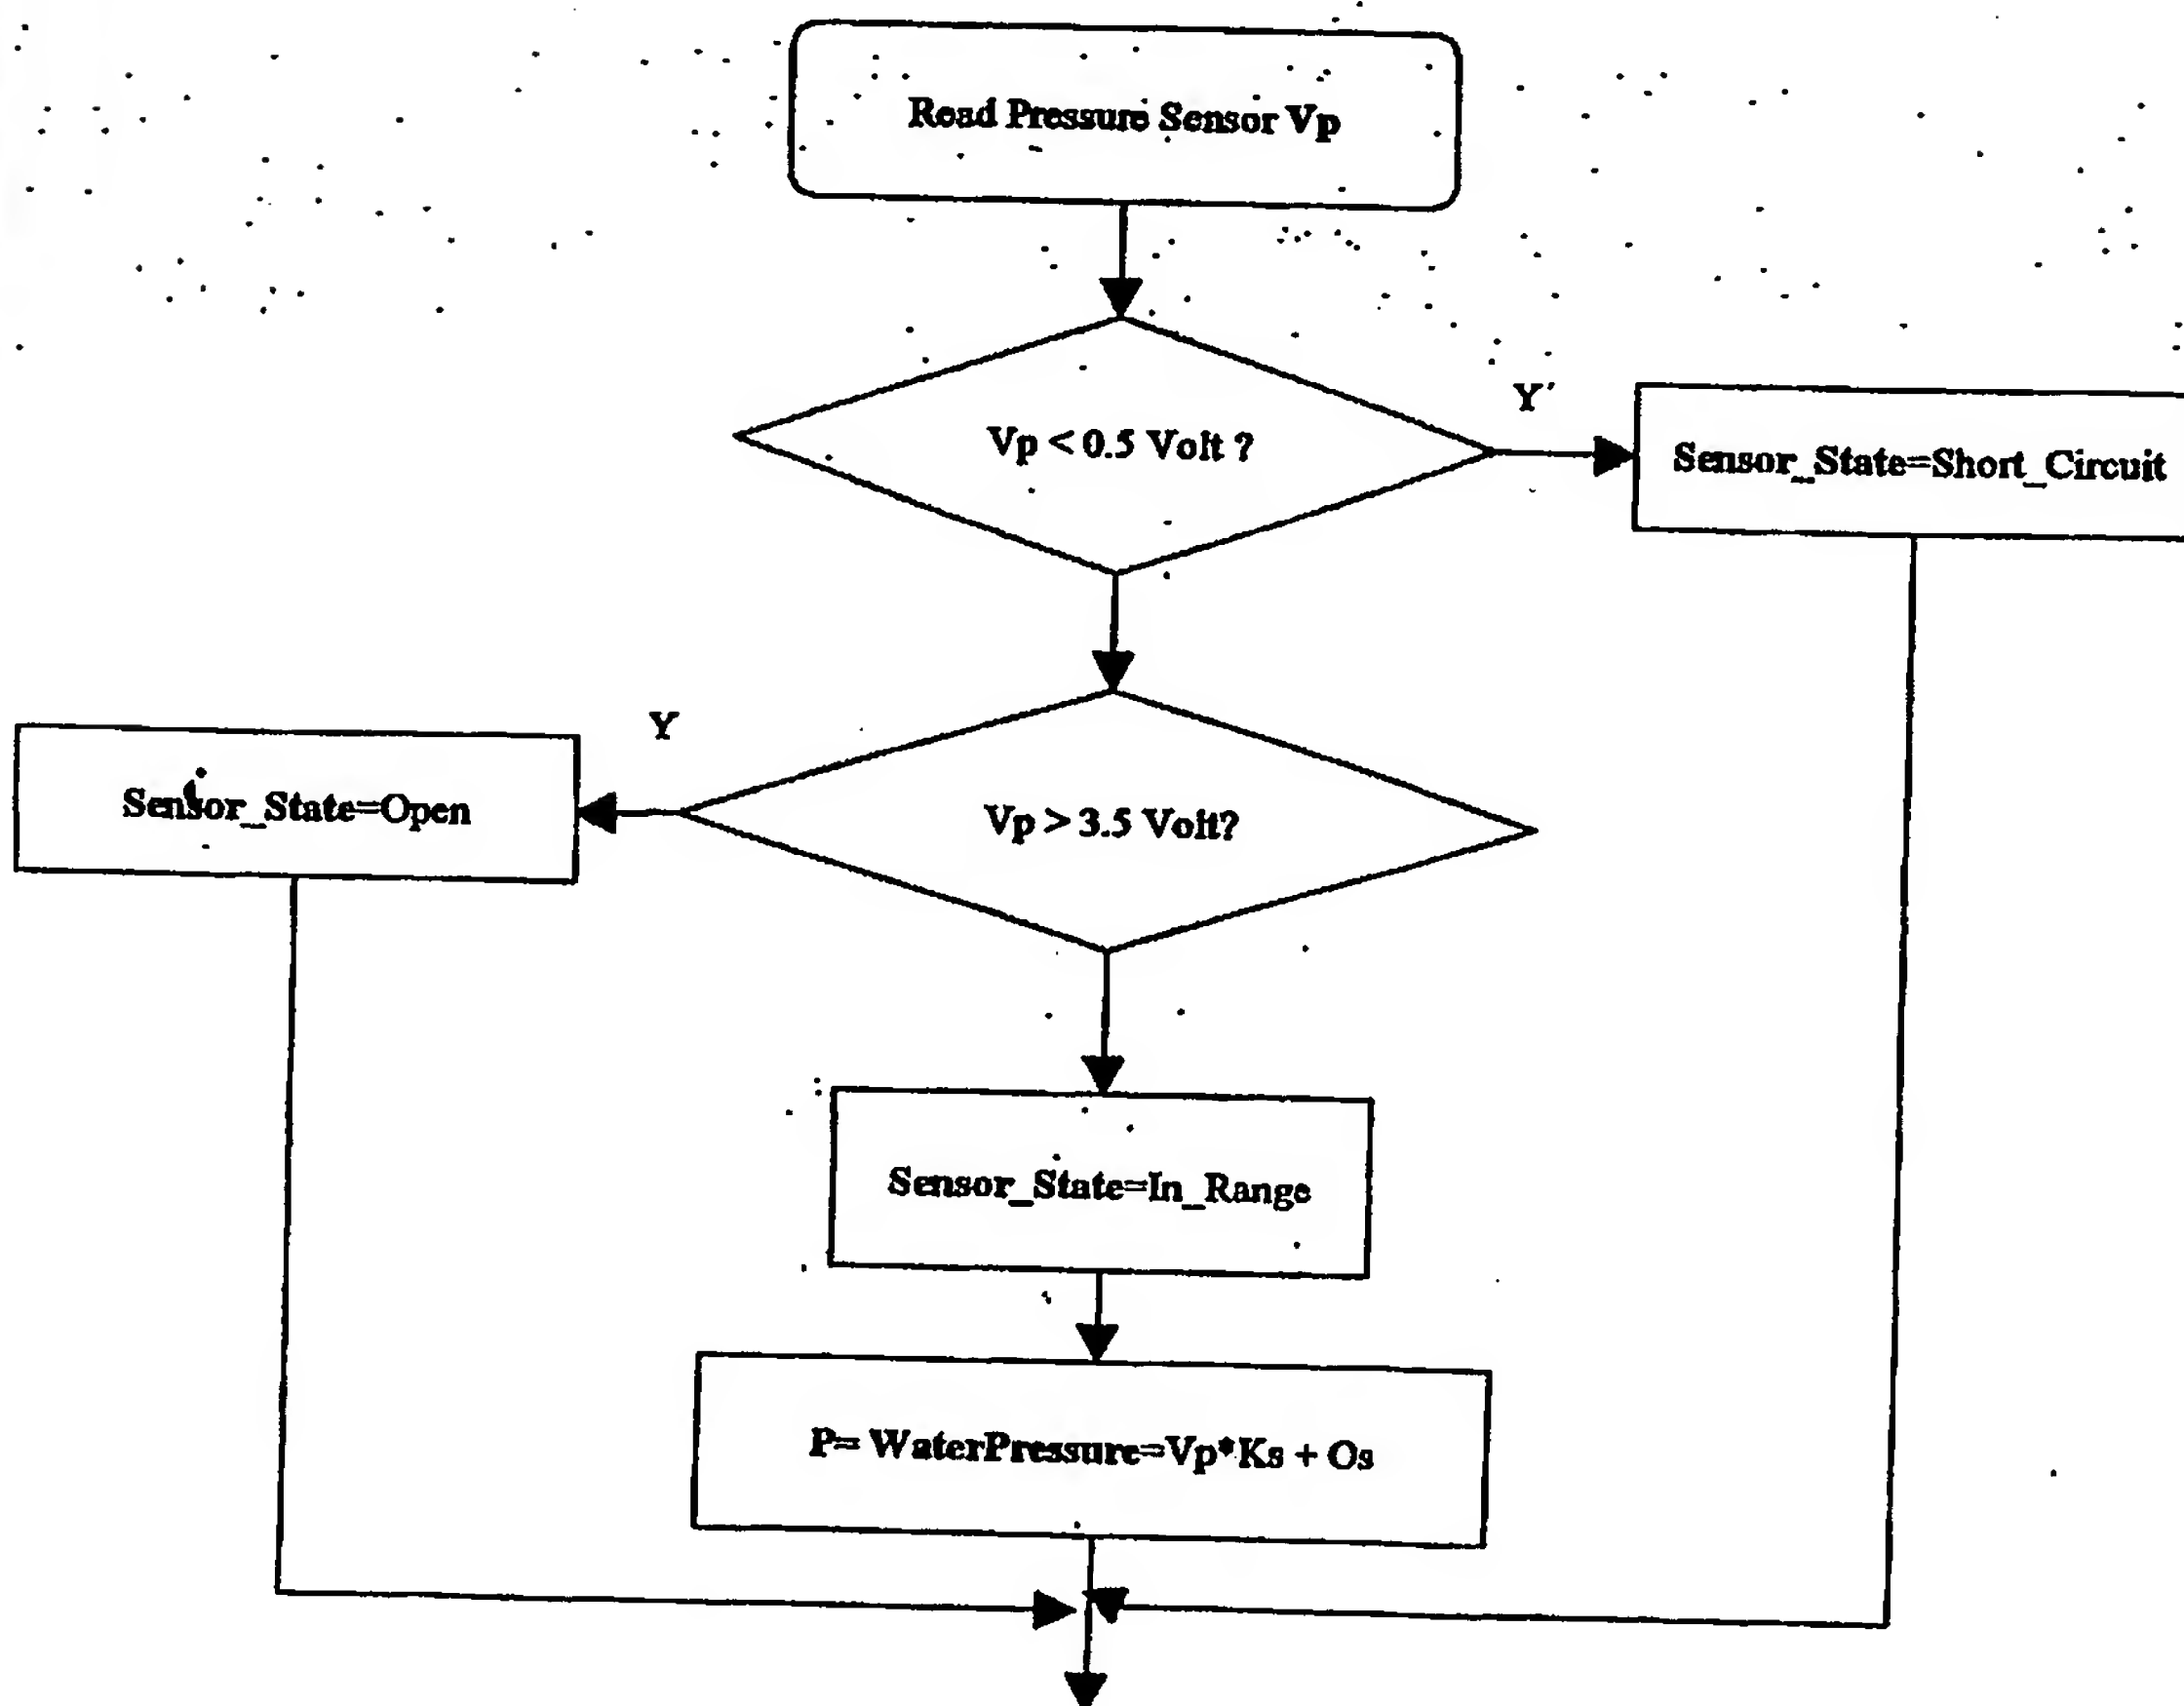 Read Pressure Sensor Vp
Vp < 0.5 Volt ?
Y
Sensor_State=Short_Circuit
Y
Sensor_State=Open
Vp > 3.5 Volt?
Sensor_State=In_Range
P= WaterPressure=Vp*Ks + Os